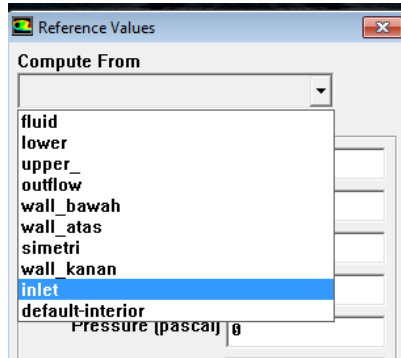 Reference Values
Compute From
fluid
lower
upper_
outflow
wall_bawah
wall_atas
simetri
wall_kanan
inlet
default-interior
Pressure (pascal) 0